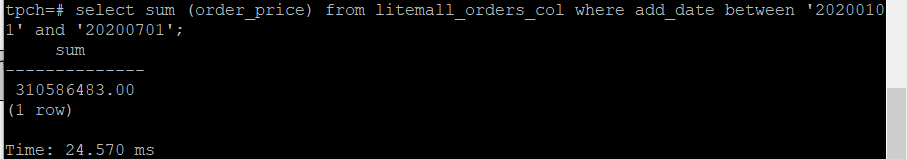 tpch=# select sum (order_price) from litemall_orders_col where add_date between '2020010
1' and '20200701';
     sum
--------------
 310586483.00
(1 row)

Time: 24.570 ms